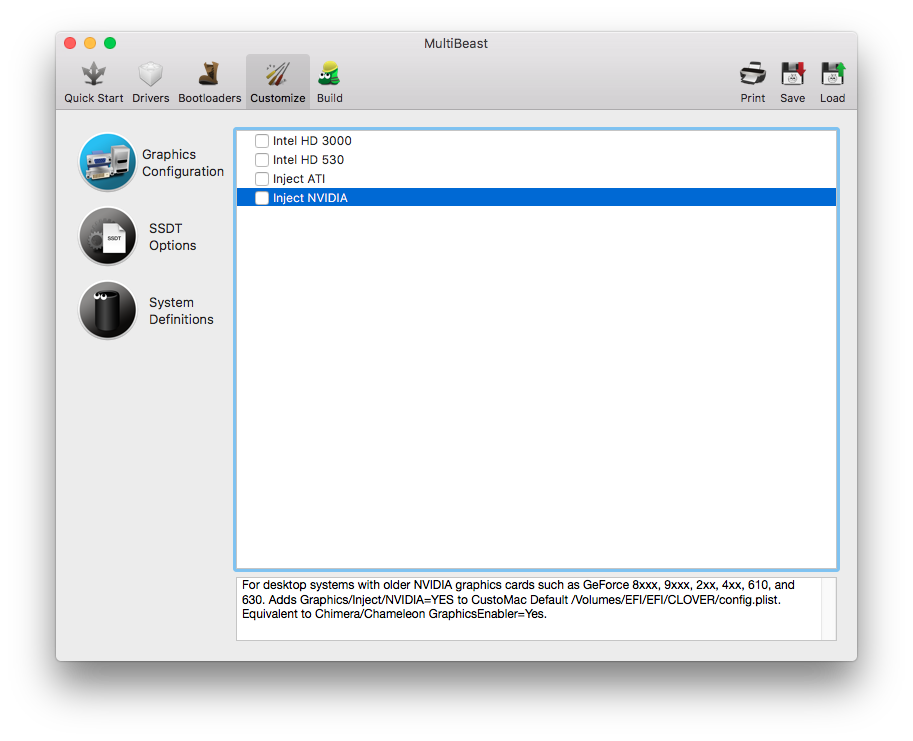 MultiBeast
Quick Start
Drivers
Bootloaders
Customize
Build
Print
Save
Load
Graphics
Configuration
SSDT
SSDT
Options
System
Definitions
Intel HD 3000
Intel HD 530
Inject ATI
Inject NVIDIA
For desktop systems with older NVIDIA graphics cards such as GeForce 8xxx, 9xxx, 2xx, 4xx, 610, and
630. Adds Graphics/Inject/NVIDIA=YES to CustoMac Default /Volumes/EFI/EFI/CLOVER/config.plist.
Equivalent to Chimera/Chameleon GraphicsEnabler=Yes.